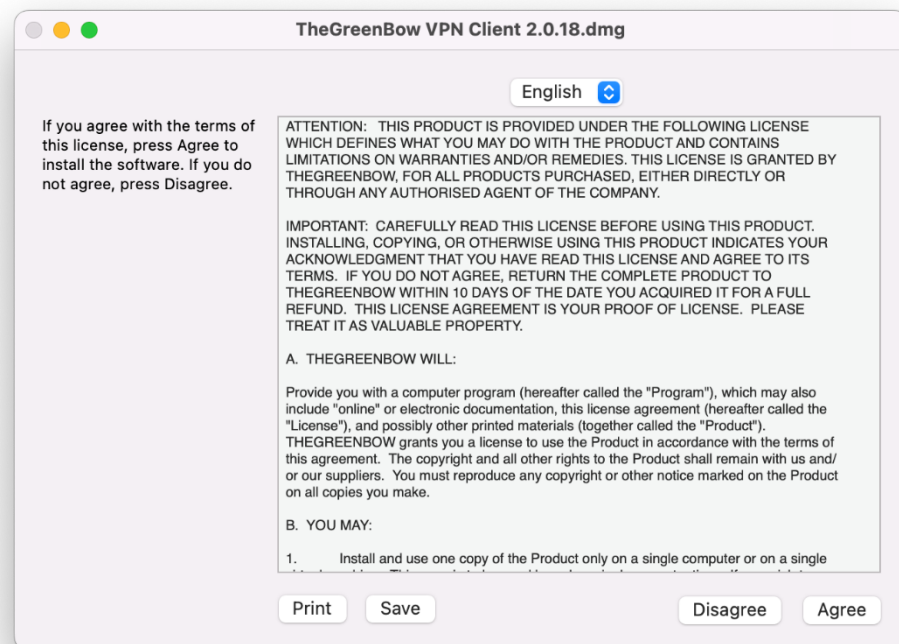 TheGreenBow VPN Client 2.0.18.dmg
English
If you agree with the terms of
this license, press Agree to
install the software. If you do
not agree, press Disagree.
ATTENTION:   THIS PRODUCT IS PROVIDED UNDER THE FOLLOWING LICENSE
WHICH DEFINES WHAT YOU MAY DO WITH THE PRODUCT AND CONTAINS
LIMITATIONS ON WARRANTIES AND/OR REMEDIES. THIS LICENSE IS GRANTED BY
THEGREENBOW, FOR ALL PRODUCTS PURCHASED, EITHER DIRECTLY OR
THROUGH ANY AUTHORISED AGENT OF THE COMPANY.
IMPORTANT:  CAREFULLY READ THIS LICENSE BEFORE USING THIS PRODUCT.
INSTALLING, COPYING, OR OTHERWISE USING THIS PRODUCT INDICATES YOUR
ACKNOWLEDGMENT THAT YOU HAVE READ THIS LICENSE AND AGREE TO ITS
TERMS.  IF YOU DO NOT AGREE, RETURN THE COMPLETE PRODUCT TO
THEGREENBOW WITHIN 10 DAYS OF THE DATE YOU ACQUIRED IT FOR A FULL
REFUND.  THIS LICENSE AGREEMENT IS YOUR PROOF OF LICENSE.  PLEASE
TREAT IT AS VALUABLE PROPERTY.
A.  THEGREENBOW WILL:
Provide you with a computer program (hereafter called the "Program"), which may also
include "online" or electronic documentation, this license agreement (hereafter called the
"License"), and possibly other printed materials (together called the "Product").
THEGREENBOW grants you a license to use the Product in accordance with the terms of
this agreement.  The copyright and all other rights to the Product shall remain with us and/
or our suppliers.  You must reproduce any copyright or other notice marked on the Product
on all copies you make.
B.  YOU MAY:
1.	Install and use one copy of the Product only on a single computer or on a single
Print
Save
Disagree
Agree